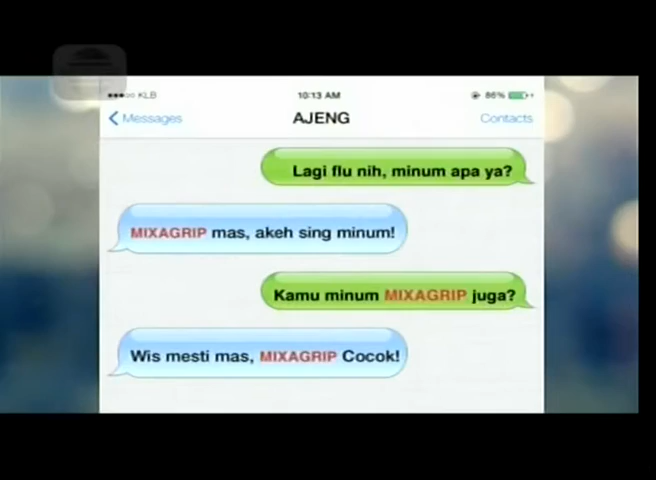 KLB 10:13 AM 86%
Messages AJENG Contacts
Lagi flu nih, minum apa ya?
MIXAGRIP mas, akeh sing minum!
Kamu minum MIXAGRIP juga?
Wis mesti mas, MIXAGRIP Cocok!